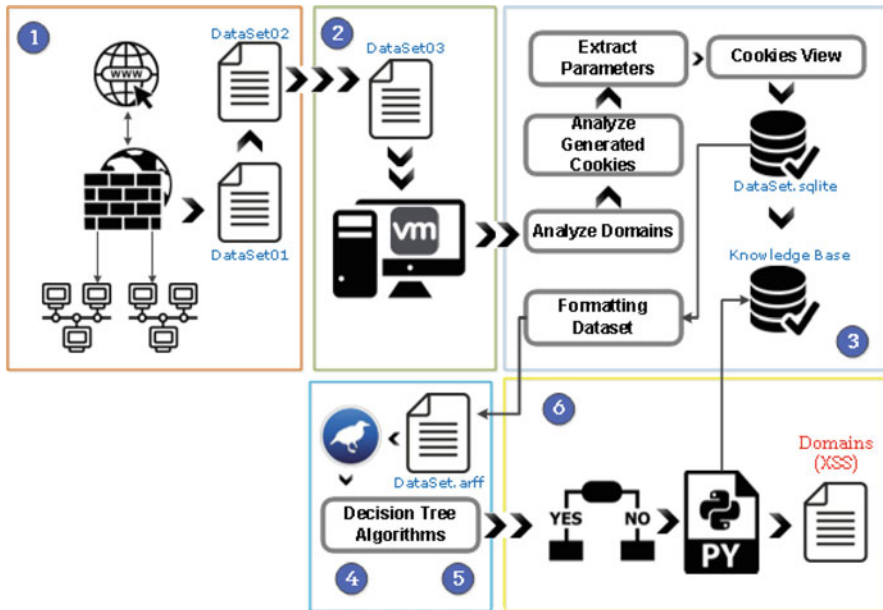 1
DataSet02
www
DataSet01
2
DataSet03
vm
Extract
Parameters
Cookies View
Analyze
Generated
Cookies
DataSet.sqlite
Analyze Domains
Knowledge Base
Formatting
Dataset
3
DataSet.arff
Decision Tree
Algorithms
4
5
6
YES
NO
PY
Domains
(XSS)